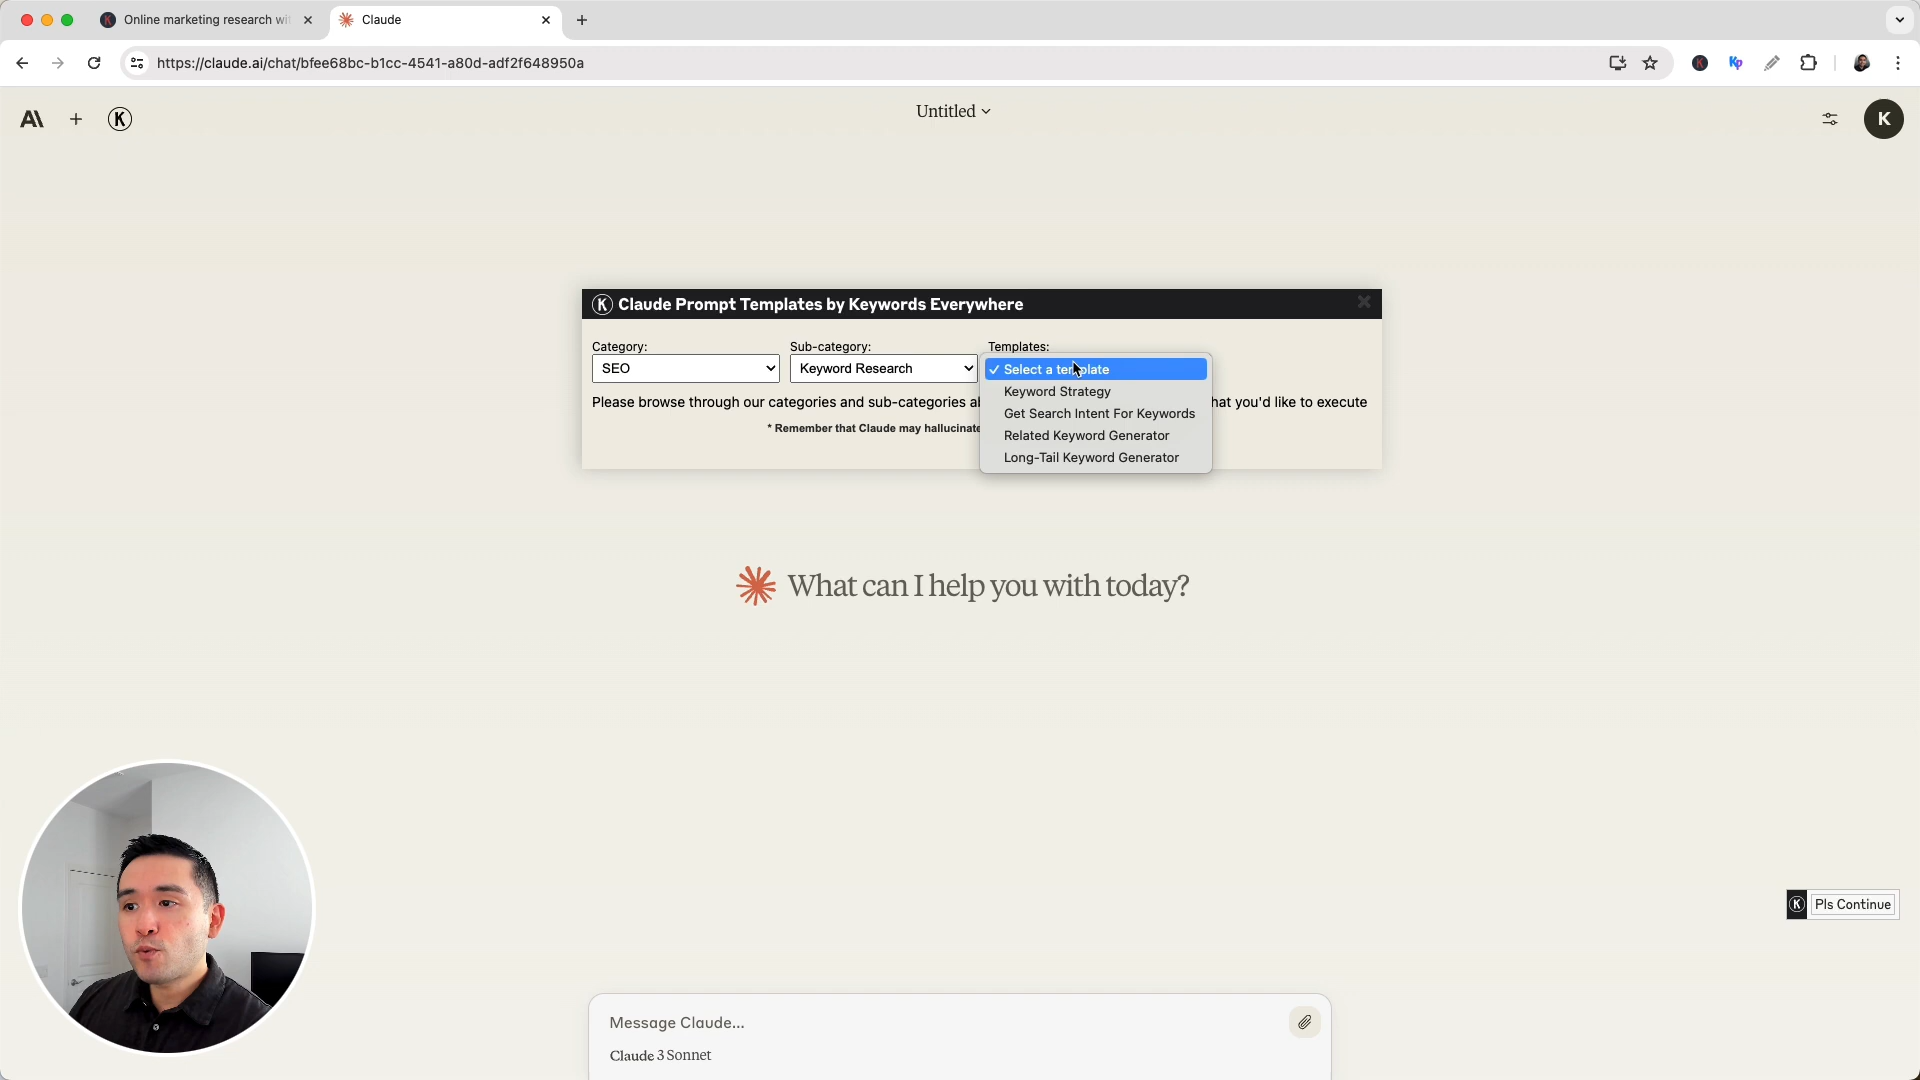 Online marketing research wi
Claude
https://claude.ai/chat/bfee68bc-b1cc-4541-a80d-adf2f648950a
Kp
K
Untitled
K
K Claude Prompt Templates by Keywords Everywhere
Category: Sub-category: Templates:
SEO Keyword Research
Select a template
Keyword Strategy
Please browse through our categories and sub-categories hat you'd like to execute
Get Search Intent For Keywords
* Remember that Claude may hallucinate
Related Keyword Generator
Long-Tail Keyword Generator
What can I help you with today?
K Pls Continue
Message Claude...
Claude 3 Sonnet